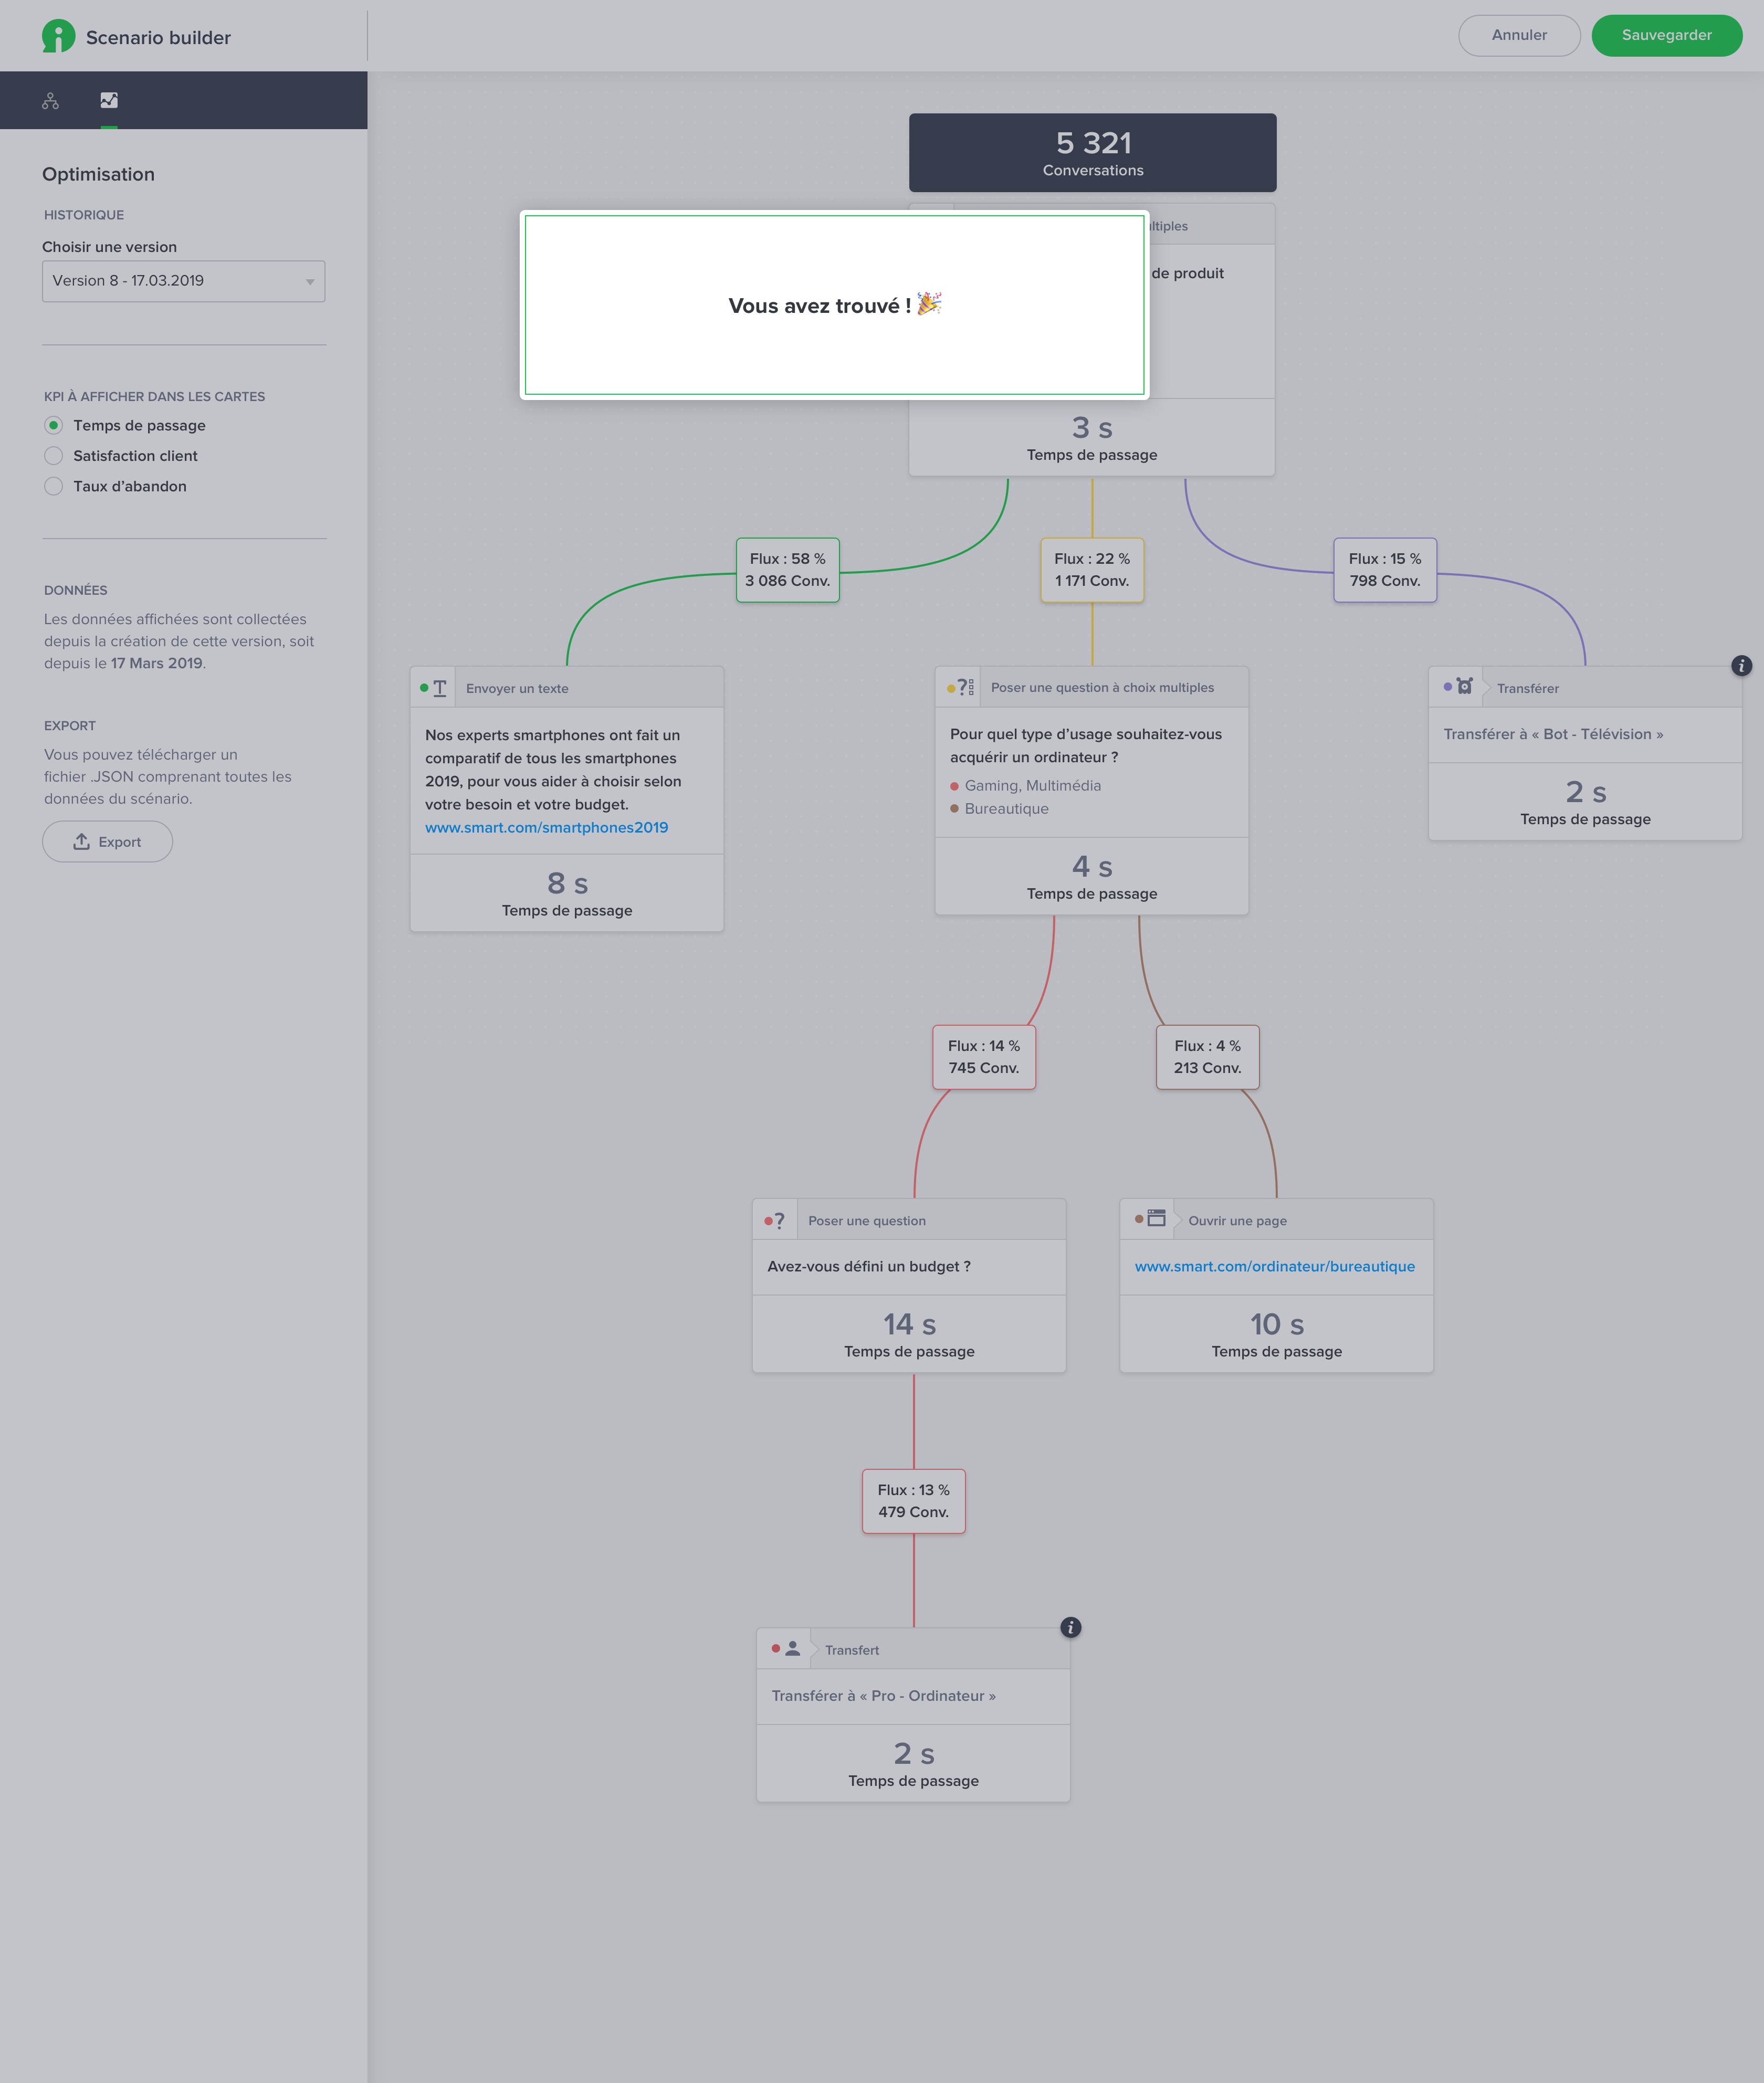 Scenario builder
Annuler
Sauvegarder
Optimisation
HISTORIQUE
Choisir une version
Version 8 - 17.03.2019
KPI À AFFICHER DANS LES CARTES
Temps de passage
Satisfaction client
Taux d’abandon
DONNÉES
Les données affichées sont collectées
depuis la création de cette version, soit
depuis le 17 Mars 2019.
EXPORT
Vous pouvez télécharger un
fichier .JSON comprenant toutes les
données du scénario.
Export
5 321
Conversations
Vous avez trouvé ! 🎉
de produit
3 s
Temps de passage
Flux : 58 %
3 086 Conv.
Flux : 22 %
1 171 Conv.
Flux : 15 %
798 Conv.
Envoyer un texte
Nos experts smartphones ont fait un
comparatif de tous les smartphones
2019, pour vous aider à choisir selon
votre besoin et votre budget.
www.smart.com/smartphones2019
8 s
Temps de passage
Poser une question à choix multiples
Pour quel type d’usage souhaitez-vous
acquérir un ordinateur ?
Gaming, Multimédia
Bureautique
4 s
Temps de passage
Transférer
Transférer à « Bot - Télévision »
2 s
Temps de passage
Flux : 14 %
745 Conv.
Flux : 4 %
213 Conv.
Poser une question
Avez-vous défini un budget ?
14 s
Temps de passage
Ouvrir une page
www.smart.com/ordinateur/bureautique
10 s
Temps de passage
Flux : 13 %
479 Conv.
Transfert
Transférer à « Pro - Ordinateur »
2 s
Temps de passage